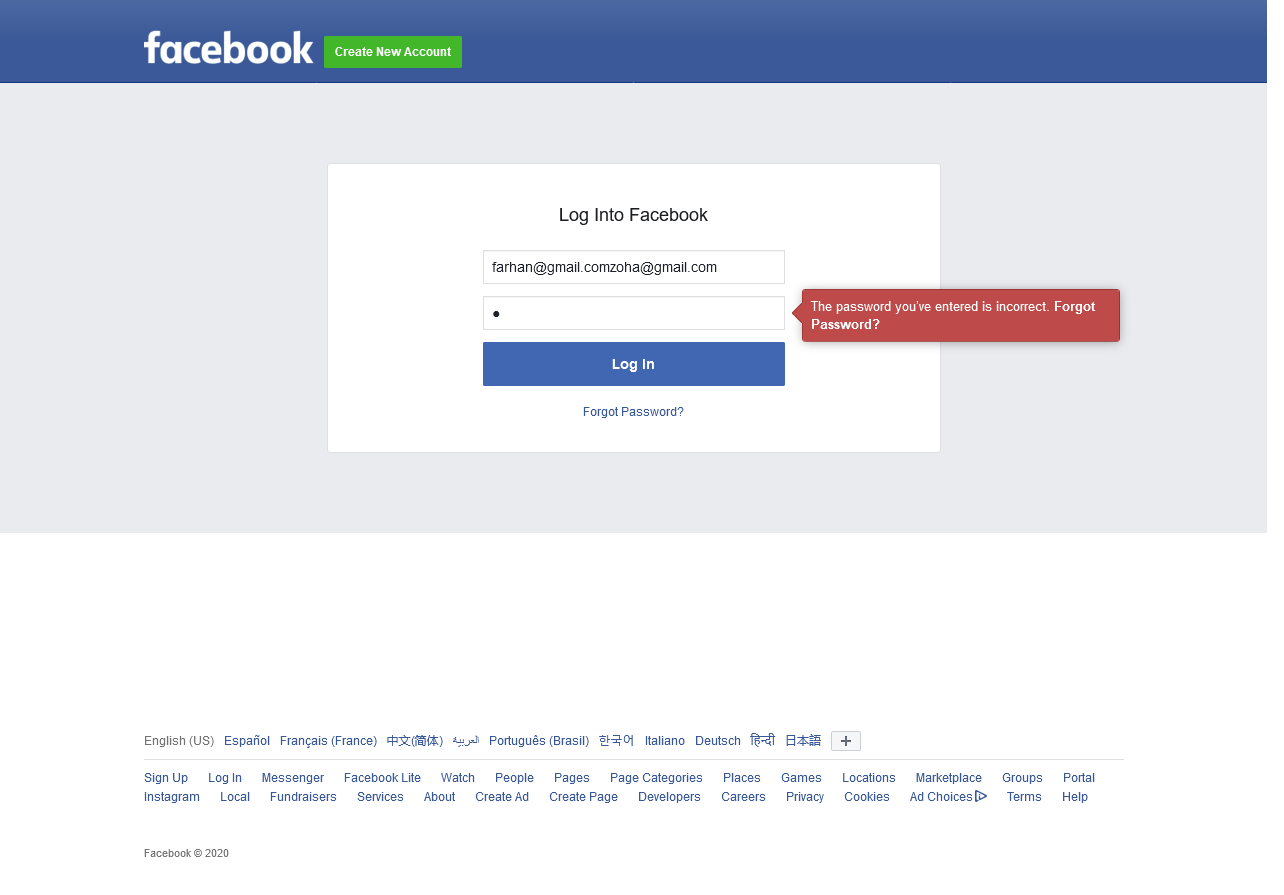 facebook Create New Account
Log Into Facebook
farhan@gmail.comzoha@gmail.com
The password you've entered is incorrect. Forgot
Password?
Log In
Forgot Password?
English (US) Español Français (France) 中文(简体) العربية Português (Brasil) 한국어 Italiano Deutsch हिन्दी 日本語
Sign Up Log In Messenger Facebook Lite Watch People Pages Page Categories Places Games Locations Marketplace Groups Portal
Instagram Local Fundraisers Services About Create Ad Create Page Developers Careers Privacy Cookies Ad Choices Terms Help
Facebook © 2020